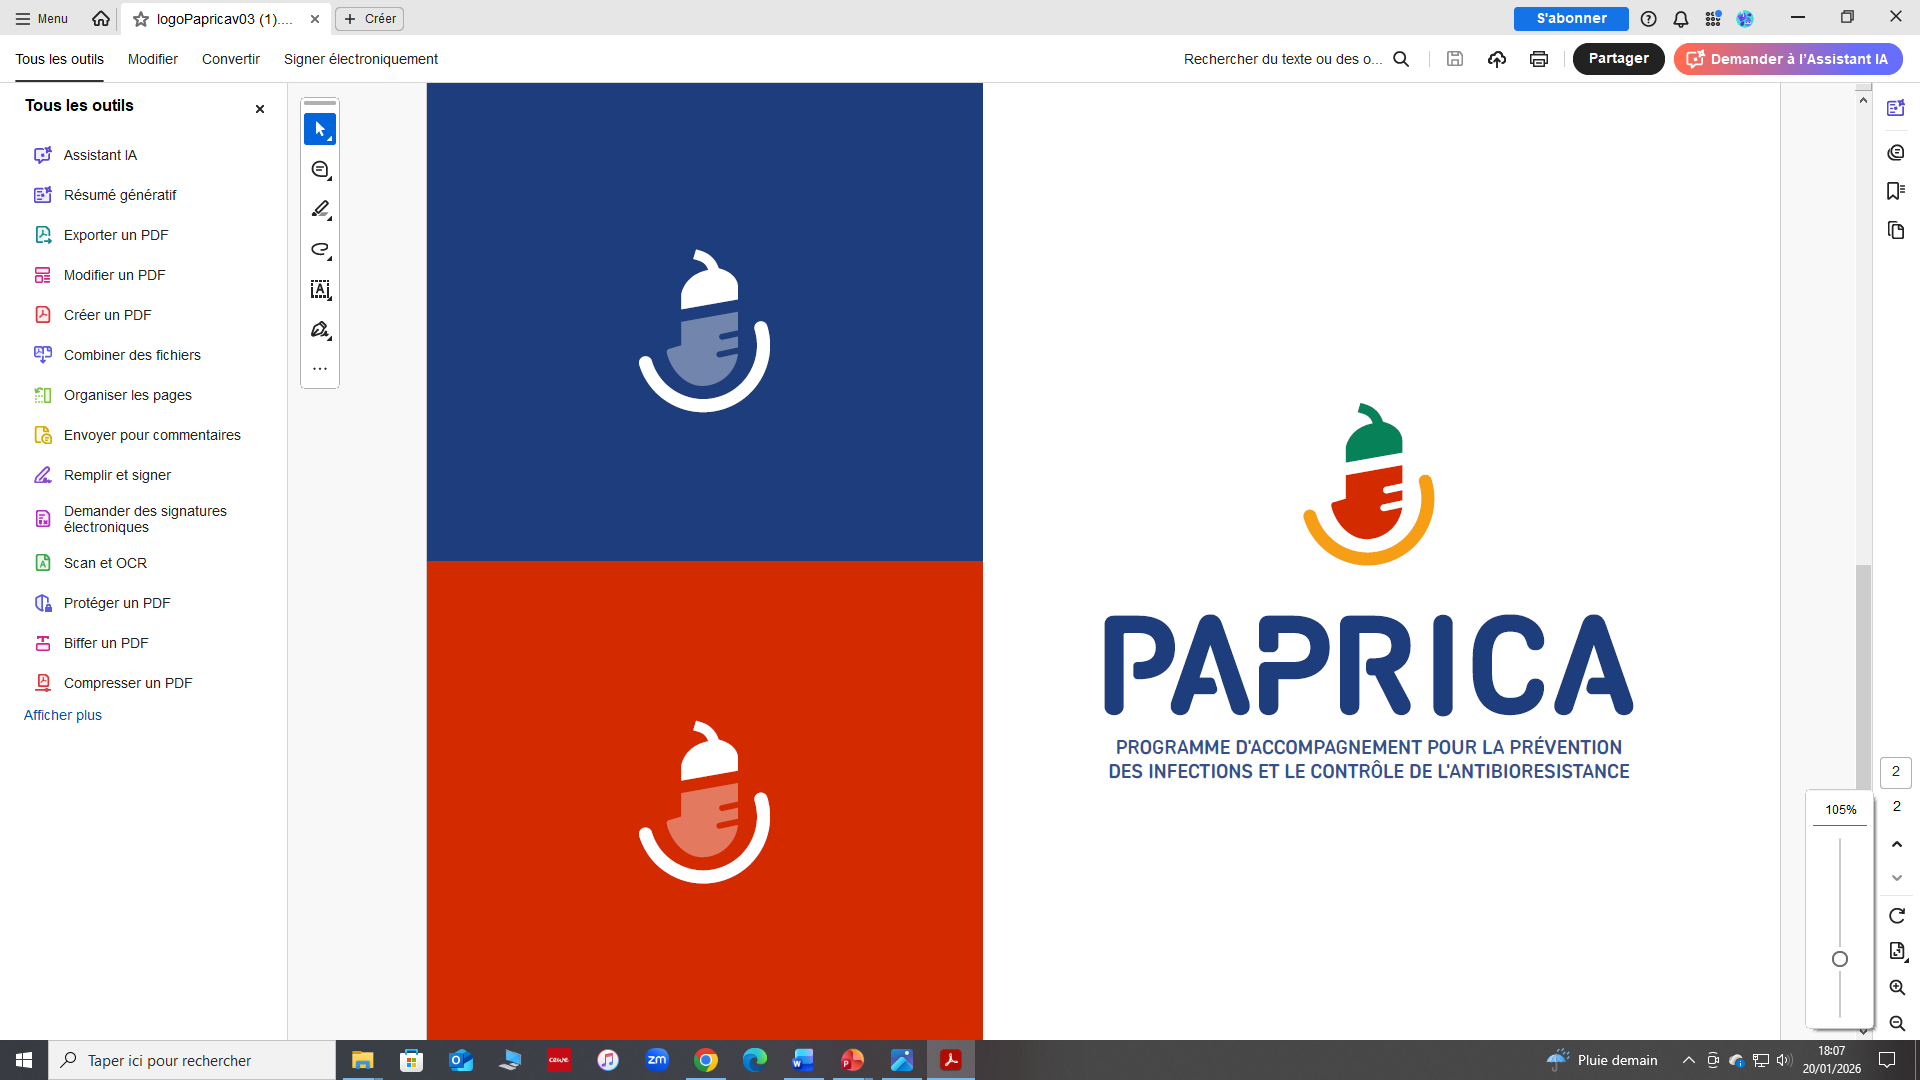 Menu
logoPapricav03 (1)....
Créer
S'abonner
Tous les outils
Modifier
Convertir
Signer électroniquement
Rechercher du texte ou des o...
Partager
Demander à l'Assistant IA
Tous les outils
Assistant IA
Résumé génératif
Exporter un PDF
Modifier un PDF
Créer un PDF
Combiner des fichiers
Organiser les pages
Envoyer pour commentaires
Remplir et signer
Demander des signatures
électroniques
Scan et OCR
Protéger un PDF
Biffer un PDF
Compresser un PDF
Afficher plus
PAPRICA
PROGRAMME D'ACCOMPAGNEMENT POUR LA PRÉVENTION
DES INFECTIONS ET LE CONTRÔLE DE L'ANTIBIORESISTANCE
2
2
105%
Taper ici pour rechercher
cewe
zm
Pluie demain
18:07
20/01/2026